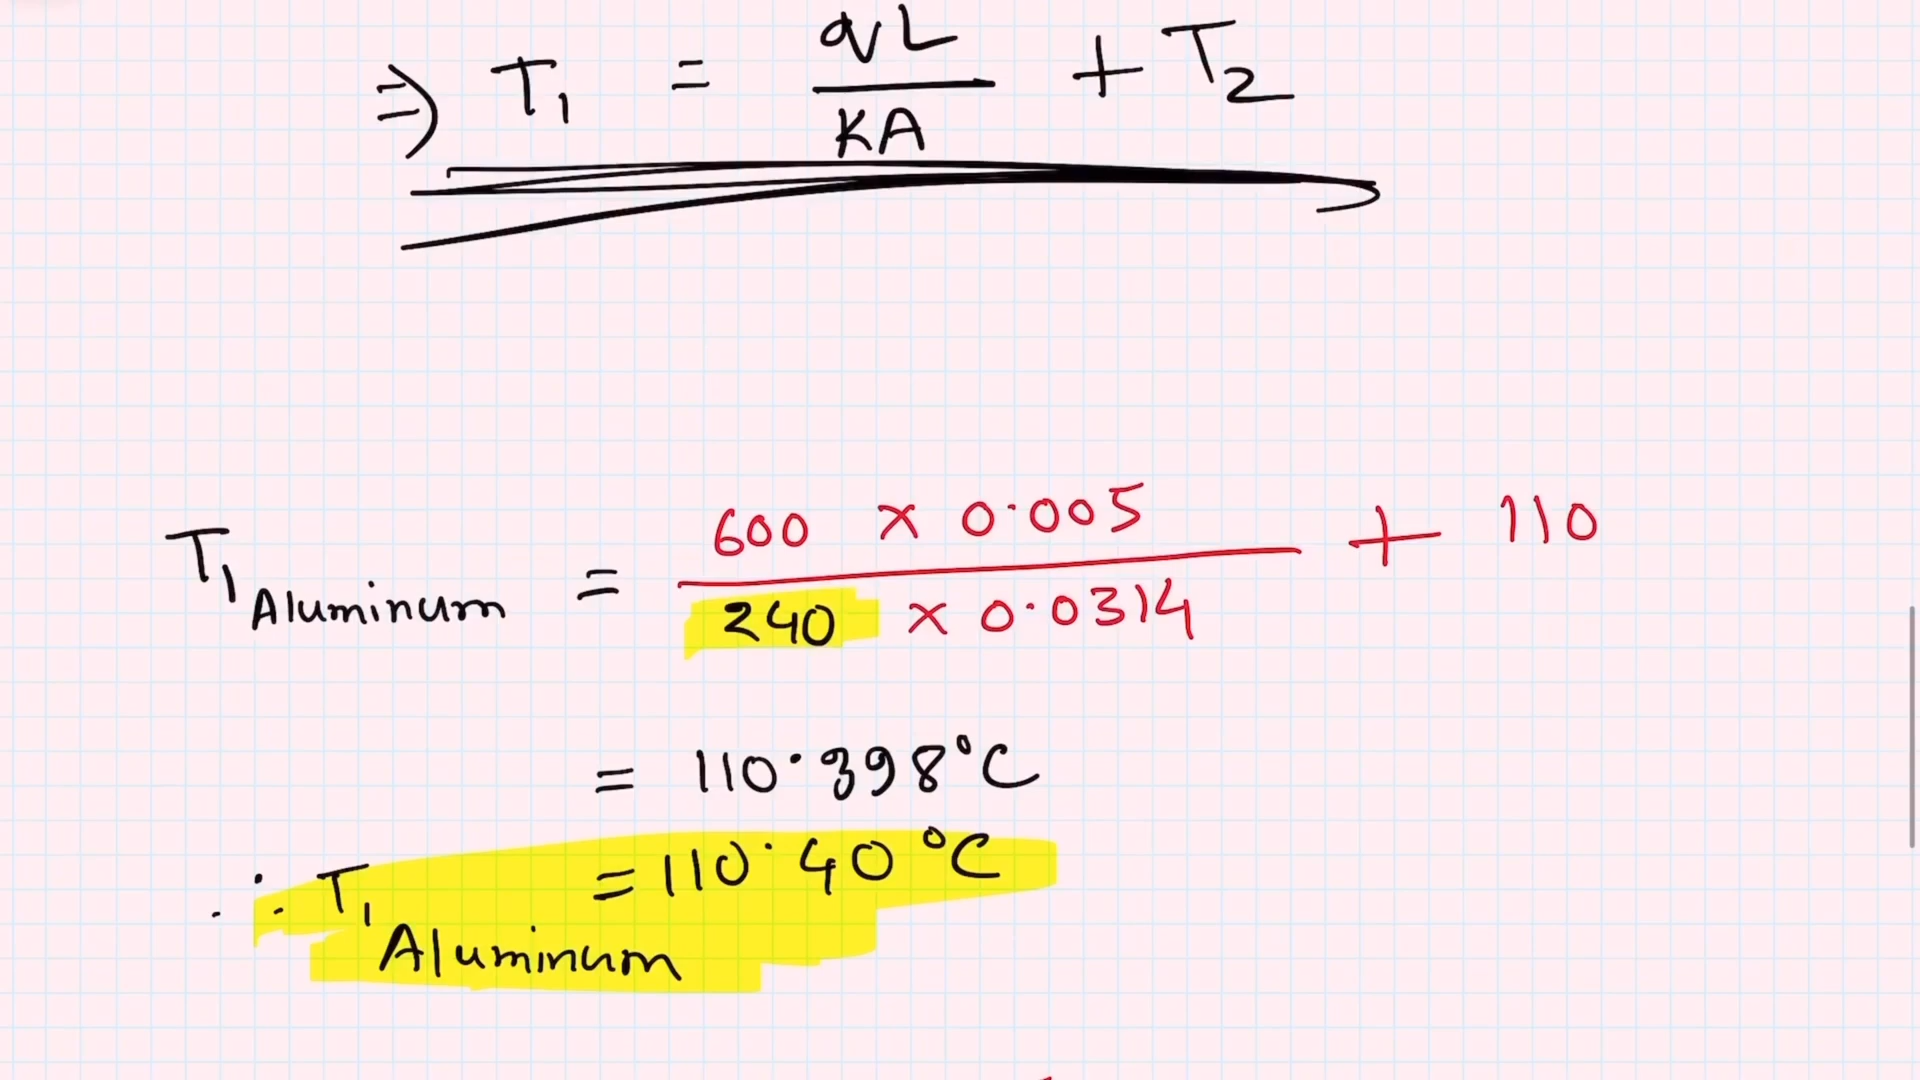 ⇒ T₁ = qL / KA + T₂
T₁ Aluminum = 600 × 0.005 / 240 × 0.0314 + 110
= 110.398°C
∴ T₁ Aluminum = 110.40°C